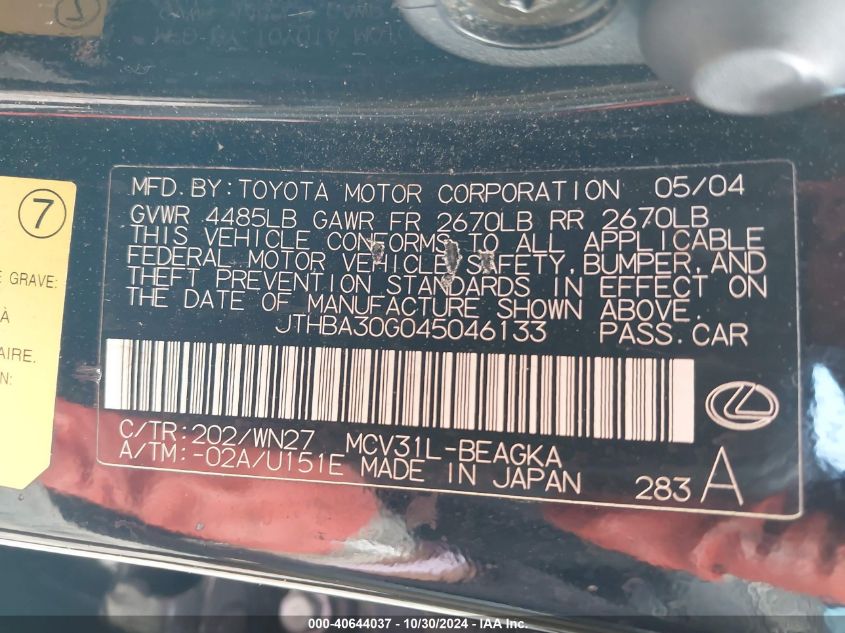 MFD. BY: TOYOTA MOTOR CORPORATION 05/04
GVWR 4485LB GAWR FR 2670LB RR 2670LB
THIS VEHICLE CONFORMS TO ALL APPLICABLE
FEDERAL MOTOR VEHICLE SAFETY, BUMPER, AND
THEFT PREVENTION STANDARDS IN EFFECT ON
THE DATE OF MANUFACTURE SHOWN ABOVE.
JTHBA30G045046133 PASS. CAR
C/TR: 202/WN27 MCV31L-BEAGKA
A/TM: -02A/U151E MADE IN JAPAN
283 A
7
E GRAVE:
À
AIRE.
N:
000-40644037 - 10/30/2024 - IAA Inc.